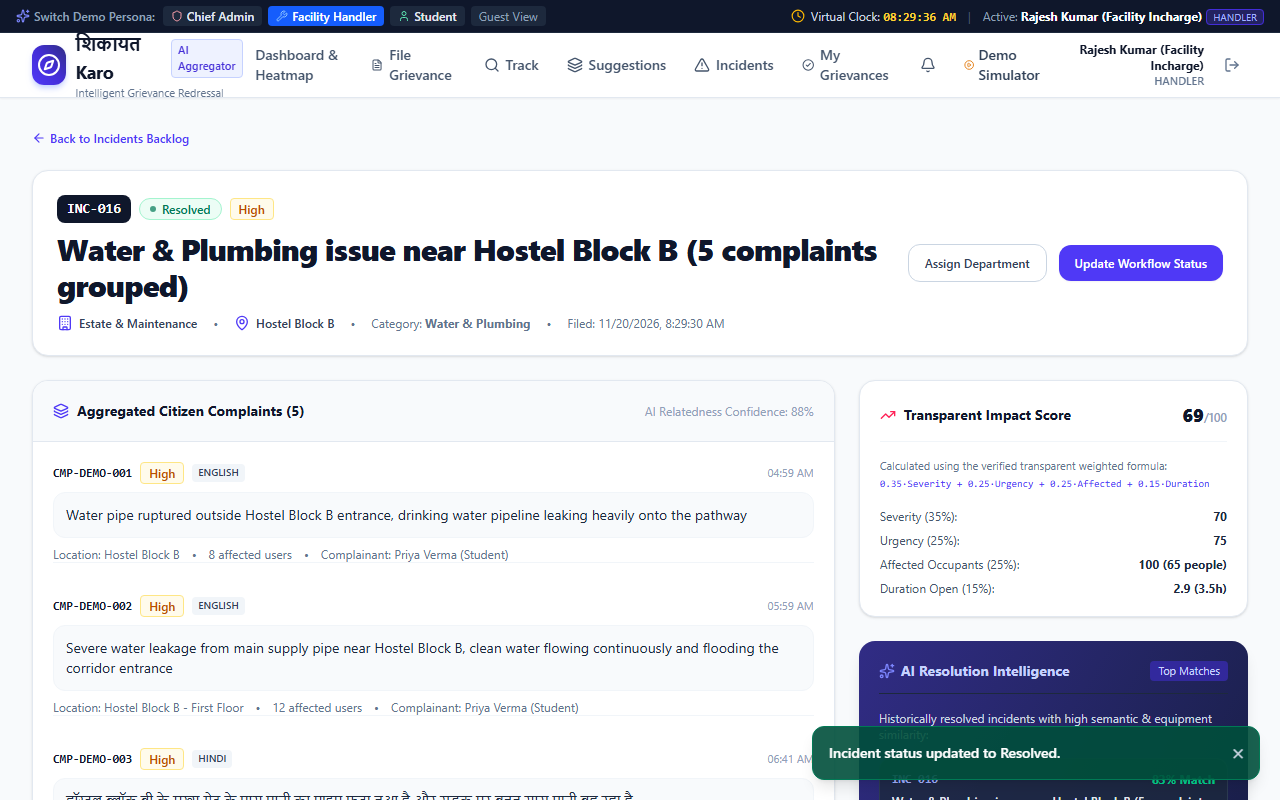 Switch Demo Persona: Chief Admin Facility Handler Student Guest View Virtual Clock: 08:29:36 AM | Active: Rajesh Kumar (Facility Incharge) HANDLER
शिकायत Karo
Intelligent Grievance Redressal
AI Aggregator
Dashboard & Heatmap
File Grievance
Track
Suggestions
Incidents
My Grievances
Demo Simulator
Rajesh Kumar (Facility Incharge)
HANDLER
Back to Incidents Backlog
INC-016 Resolved High
Water & Plumbing issue near Hostel Block B (5 complaints
grouped)
Assign Department
Update Workflow Status
Estate & Maintenance • Hostel Block B • Category: Water & Plumbing • Filed: 11/20/2026, 8:29:30 AM
Aggregated Citizen Complaints (5)
AI Relatedness Confidence: 88%
CMP-DEMO-001 High ENGLISH 04:59 AM
Water pipe ruptured outside Hostel Block B entrance, drinking water pipeline leaking heavily onto the pathway
Location: Hostel Block B • 8 affected users • Complainant: Priya Verma (Student)
CMP-DEMO-002 High ENGLISH 05:59 AM
Severe water leakage from main supply pipe near Hostel Block B, clean water flowing continuously and flooding the
corridor entrance
Location: Hostel Block B - First Floor • 12 affected users • Complainant: Priya Verma (Student)
CMP-DEMO-003 High HINDI 06:41 AM
Transparent Impact Score 69/100
Calculated using the verified transparent weighted formula:
0.35·Severity + 0.25·Urgency + 0.25·Affected + 0.15·Duration
Severity (35%): 70
Urgency (25%): 75
Affected Occupants (25%): 100 (65 people)
Duration Open (15%): 2.9 (3.5h)
AI Resolution Intelligence Top Matches
Historically resolved incidents with high semantic & equipment
similarity:
Incident status updated to Resolved.
INC-016 85% Match